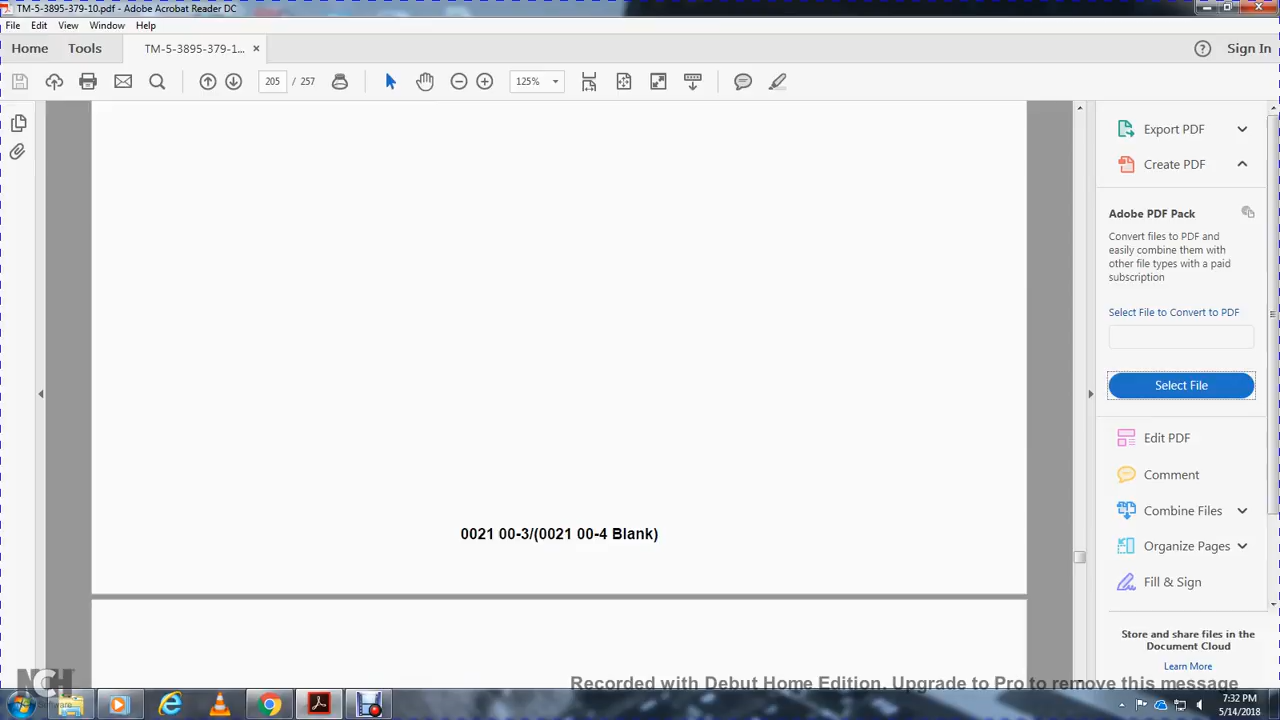 TM-5-3895-379-10.pdf - Adobe Acrobat Reader DC
File Edit View Window Help
Home Tools TM-5-3895-379-1... × Sign In
205 / 257 125%
Export PDF
Create PDF
Adobe PDF Pack
Convert files to PDF and
easily combine them with
other file types with a paid
subscription
Select File to Convert to PDF
Select File
Edit PDF
Comment
Combine Files
Organize Pages
Fill & Sign
Store and share files in the
Document Cloud
Learn More
0021 00-3/(0021 00-4 Blank)
NCH
Recorded with Debut Home Edition. Upgrade to Pro to remove this message
7:32 PM
5/14/2018